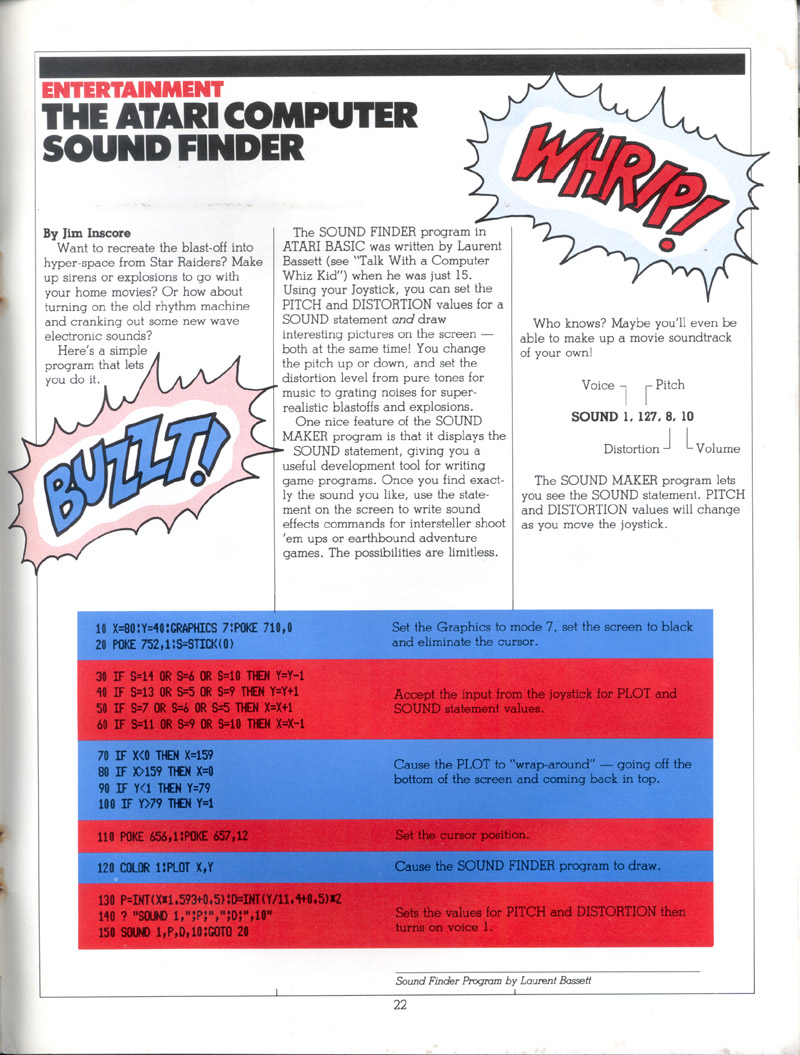 ENTERTAINMENT
THE ATARI COMPUTER
SOUND FINDER
WHRIP!
By Jim Inscore
Want to recreate the blast-off into
hyper-space from Star Raiders? Make
up sirens or explosions to go with
your home movies? Or how about
turning on the old rhythm machine
and cranking out some new wave
electronic sounds?
Here's a simple
program that lets
you do it.
BUZZT!
The SOUND FINDER program in
ATARI BASIC was written by Laurent
Bassett (see "Talk With a Computer
Whiz Kid") when he was just 15.
Using your Joystick, you can set the
PITCH and DISTORTION values for a
SOUND statement and draw
interesting pictures on the screen —
both at the same time! You change
the pitch up or down, and set the
distortion level from pure tones for
music to grating noises for super-
realistic blastoffs and explosions.
One nice feature of the SOUND
MAKER program is that it displays the
SOUND statement, giving you a
useful development tool for writing
game programs. Once you find exact-
ly the sound you like, use the state-
ment on the screen to write sound
effects commands for intersteller shoot
'em ups or earthbound adventure
games. The possibilities are limitless.
Who knows? Maybe you'll even be
able to make up a movie soundtrack
of your own!
Voice Pitch
SOUND 1, 127, 8, 10
Distortion Volume
The SOUND MAKER program lets
you see the SOUND statement. PITCH
and DISTORTION values will change
as you move the joystick.
10 X=80:Y=40:GRAPHICS 7:POKE 710,0
20 POKE 752,1:S=STICK(0)
Set the Graphics to mode 7, set the screen to black
and eliminate the cursor.
30 IF S=14 OR S=6 OR S=10 THEN Y=Y-1
40 IF S=13 OR S=5 OR S=9 THEN Y=Y+1
50 IF S=7 OR S=6 OR S=5 THEN X=X+1
60 IF S=11 OR S=9 OR S=10 THEN X=X-1
Accept the input from the joystick for PLOT and
SOUND statement values.
70 IF X<0 THEN X=159
80 IF X>159 THEN X=0
90 IF Y<1 THEN Y=79
100 IF Y>79 THEN Y=1
Cause the PLOT to "wrap-around" — going off the
bottom of the screen and coming back in top.
110 POKE 656,1:POKE 657,12
Set the cursor position.
120 COLOR 1:PLOT X,Y
Cause the SOUND FINDER program to draw.
130 P=INT(X*1.593+0.5):D=INT(Y/11.4+0.5)*2
140 ? "SOUND 1,";P;",";D;",10"
150 SOUND 1,P,D,10:GOTO 20
Sets the values for PITCH and DISTORTION then
turns on voice 1.
Sound Finder Program by Laurent Bassett
22